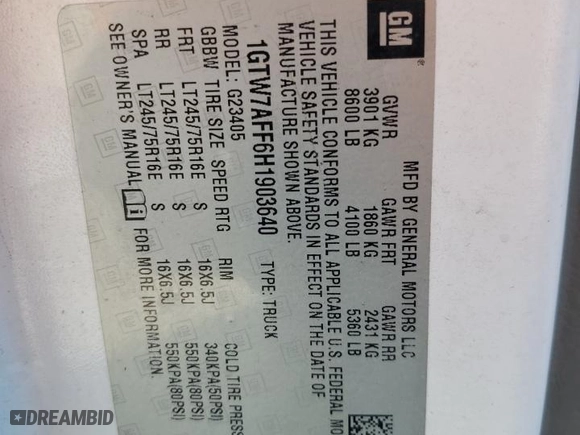 GM
MFD BY GENERAL MOTORS LLC
GVWR GAWR FRT GAWR RR
3901 KG 1860 KG 2431 KG
8600 LB 4100 LB 5360 LB
THIS VEHICLE CONFORMS TO ALL APPLICABLE U.S. FEDERAL MO
VEHICLE SAFETY STANDARDS IN EFFECT ON THE DATE OF
MANUFACTURE SHOWN ABOVE.
1GTW7AFF6H1903640 TYPE: TRUCK
MODEL: G23405
GBBW TIRE SIZE SPEED RTG RIM COLD TIRE PRESS
FRT LT245/75R16E S 16X6.5J 340KPA(50PSI)
RR LT245/75R16E S 16X6.5J 550KPA(80PSI)
SPA LT245/75R16E S 16X6.5J 550KPA(80PSI)
SEE OWNER'S MANUAL i FOR MORE INFORMATION.
DREAMBID